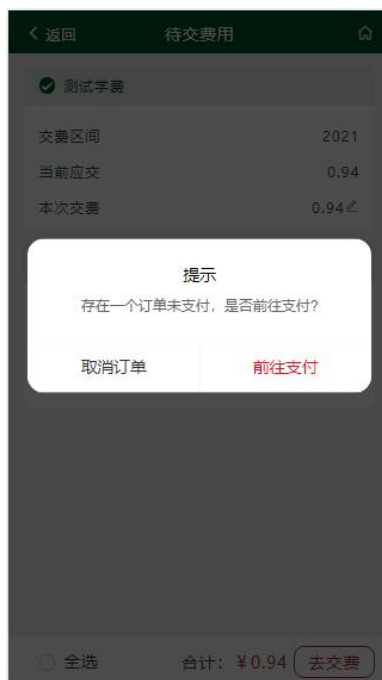 返回 待交费用
测试学费
交费区间 2021
当前应交 0.94
本次交费 0.94
提示
存在一个订单未支付，是否前往支付?
取消订单 前往支付
全选 合计：￥0.94 去交费